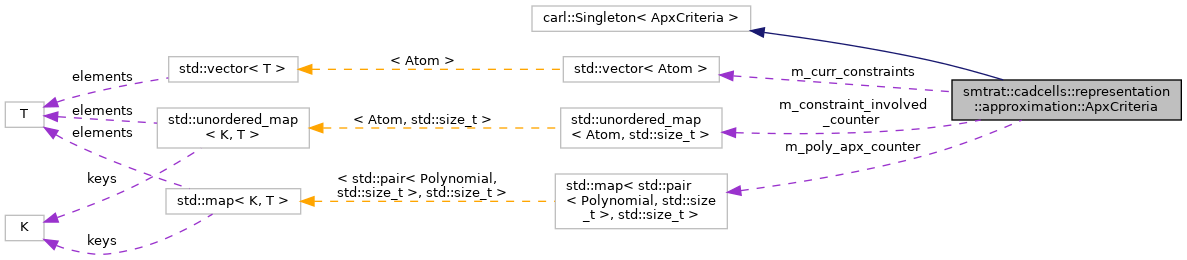 carl::Singleton< ApxCriteria >
std::vector< T >
< Atom >
std::vector< Atom >
m_curr_constraints
smtrat::cadcells::representation
::approximation::ApxCriteria
elements
T
elements
elements
std::unordered_map
< K, T >
< Atom, std::size_t >
std::unordered_map
< Atom, std::size_t >
m_constraint_involved
_counter
m_poly_apx_counter
keys
std::map< K, T >
< std::pair< Polynomial,
std::size_t >, std::size_t >
std::map< std::pair
< Polynomial, std::size
_t >, std::size_t >
K
keys